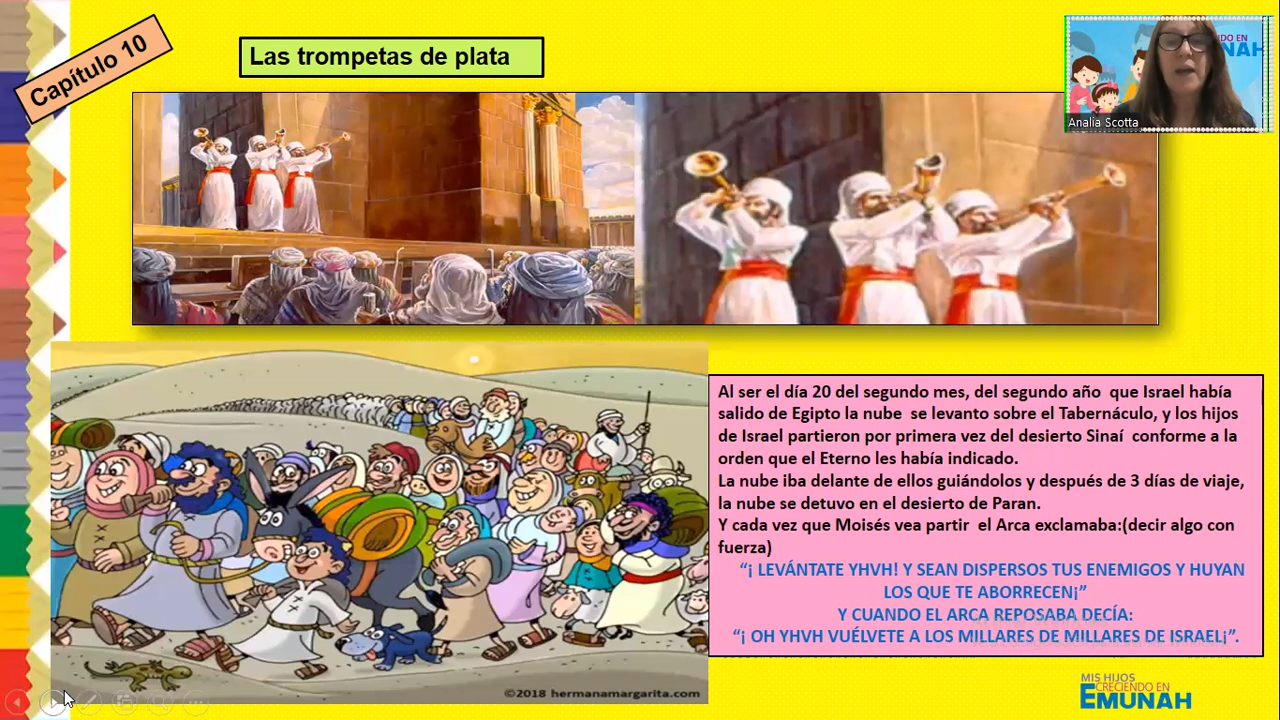 Capítulo 10
Las trompetas de plata
NDO EN
NAH
Analia Scotta
Al ser el día 20 del segundo mes, del segundo año que Israel había
salido de Egipto la nube se levanto sobre el Tabernáculo, y los hijos
de Israel partieron por primera vez del desierto Sinaí conforme a la
orden que el Eterno les había indicado.
La nube iba delante de ellos guiándolos y después de 3 días de viaje,
la nube se detuvo en el desierto de Paran.
Y cada vez que Moisés vea partir el Arca exclamaba:(decir algo con
fuerza)
“¡ LEVÁNTATE YHVH! Y SEAN DISPERSOS TUS ENEMIGOS Y HUYAN
LOS QUE TE ABORRECEN¡”
Y CUANDO EL ARCA REPOSABA DECÍA:
“¡ OH YHVH VUÉLVETE A LOS MILLARES DE MILLARES DE ISRAEL¡”.
©2018 hermanamargarita.com
MIS HIJOS
CRECIENDO EN
EMUNAH